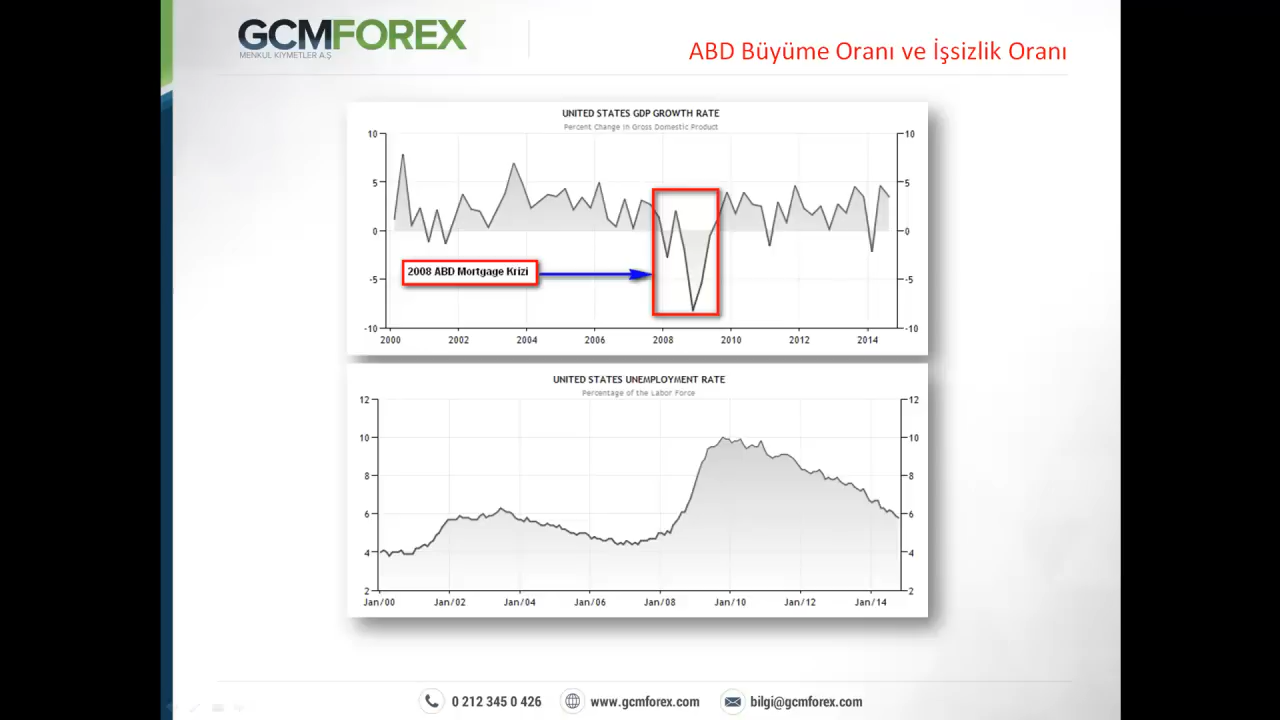 GCMFOREX
MENKUL KIYMETLER A.Ş
ABD Büyüme Oranı ve İşsizlik Oranı
UNITED STATES GDP GROWTH RATE
Percent Change in Gross Domestic Product
10 10
5 5
0 0
2008 ABD Mortgage Krizi
-5 -5
-10 -10
2000 2002 2004 2006 2008 2010 2012 2014
UNITED STATES UNEMPLOYMENT RATE
Percentage of the Labor Force
12 12
10 10
8 8
6 6
4 4
2 2
Jan/00 Jan/02 Jan/04 Jan/06 Jan/08 Jan/10 Jan/12 Jan/14
0 212 345 0 426 www.gcmforex.com bilgi@gcmforex.com